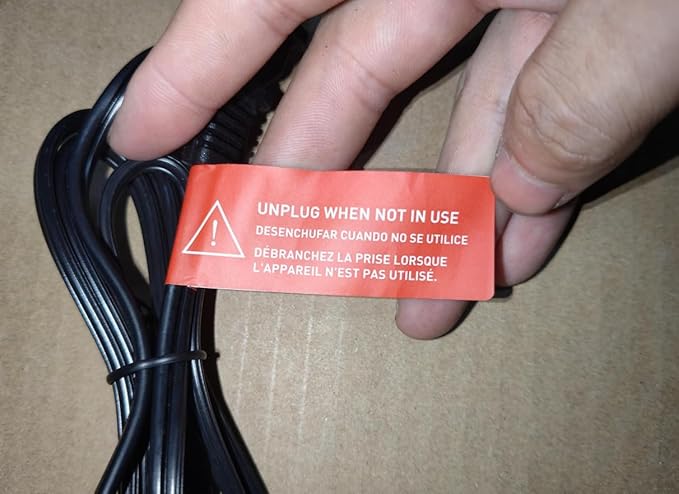 UNPLUG WHEN NOT IN USE
DESENCHUFAR CUANDO NO SE UTILICE
DÉBRANCHEZ LA PRISE LORSQUE
L'APPAREIL N'EST PAS UTILISÉ.